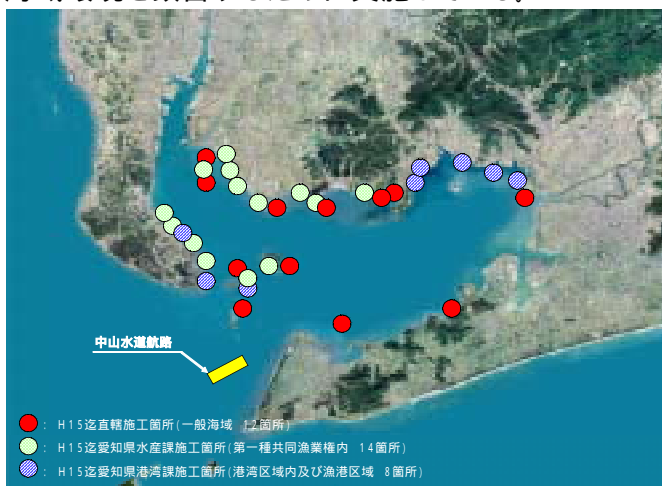 中山水道航路
: H15迄直轄施工箇所(一般海域 12箇所)
: H15迄愛知県水産課施工箇所(第一種共同漁業権内 14箇所)
: H15迄愛知県港湾課施工箇所(港湾区域内及び漁港区域 8箇所)